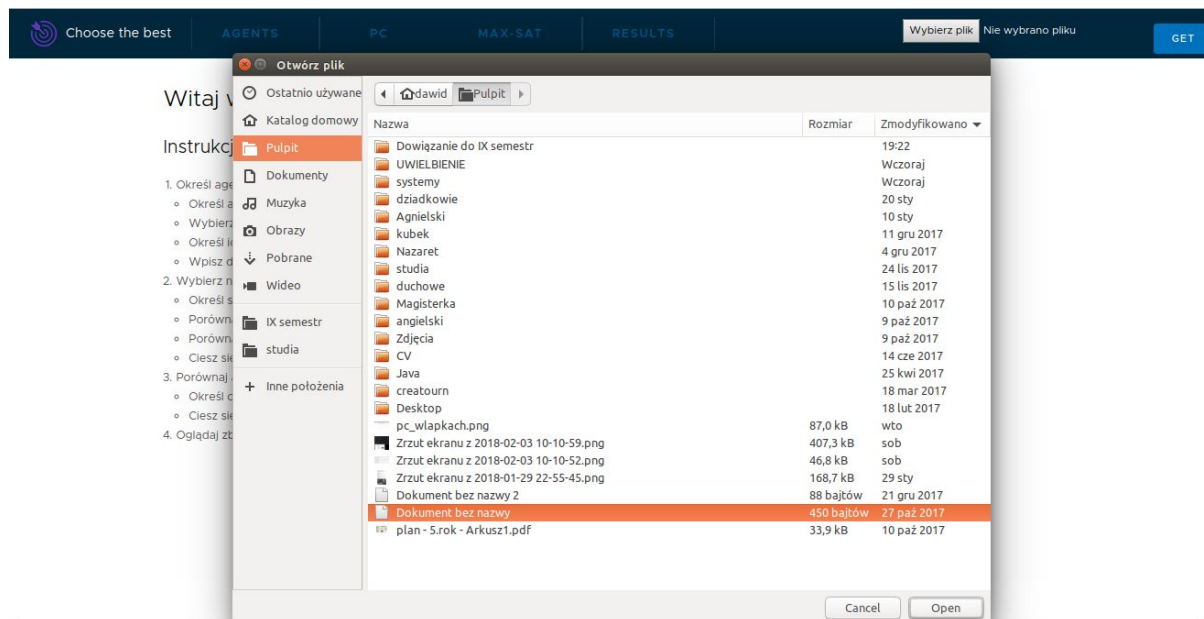 Choose the best AGENTS PC MAX-SAT RESULTS Wybierz plik Nie wybrano pliku GET
Otwórz plik
Witaj
Instrukcj
1. Określ age
Określ a
Wybierz
Określ
Wpisz d
2. Wybierz n
Określ s
Porówn
Porówn
Ciesz się
3. Porównaj
Określ
Ciesz się
4. Oglądaj zb
Ostatnio używane
Katalog domowy
Pulpit
Dokumenty
Muzyka
Obrazy
Pobrane
Wideo
IX semestr
studia
+ Inne położenia
dawid Pulpit
Nazwa Rozmiar Zmodyfikowano
Dowiązanie do IX semestr 19:22
UWIELBIENIE Wczoraj
systemy Wczoraj
dziadkowie 20 sty
Agnielski 10 sty
kubek 11 gru 2017
Nazaret 4 gru 2017
studia 24 lis 2017
duchowe 15 lis 2017
Magisterka 10 paź 2017
angielski 9 paź 2017
Zdjęcia 9 paź 2017
CV 14 cze 2017
Java 25 kwi 2017
creatourn 18 mar 2017
Desktop 18 lut 2017
pc_wlapkach.png 87,0 kB wto
Zrzut ekranu z 2018-02-03 10-10-59.png 407,3 kB sob
Zrzut ekranu z 2018-02-03 10-10-52.png 46,8 kB sob
Zrzut ekranu z 2018-01-29 22-55-45.png 168,7 kB 29 sty
Dokument bez nazwy 2 88 bajtów 21 gru 2017
Dokument bez nazwy 450 bajtów 27 paź 2017
plan - 5.rok - Arkusz1.pdf 33,9 kB 10 paź 2017
Cancel Open